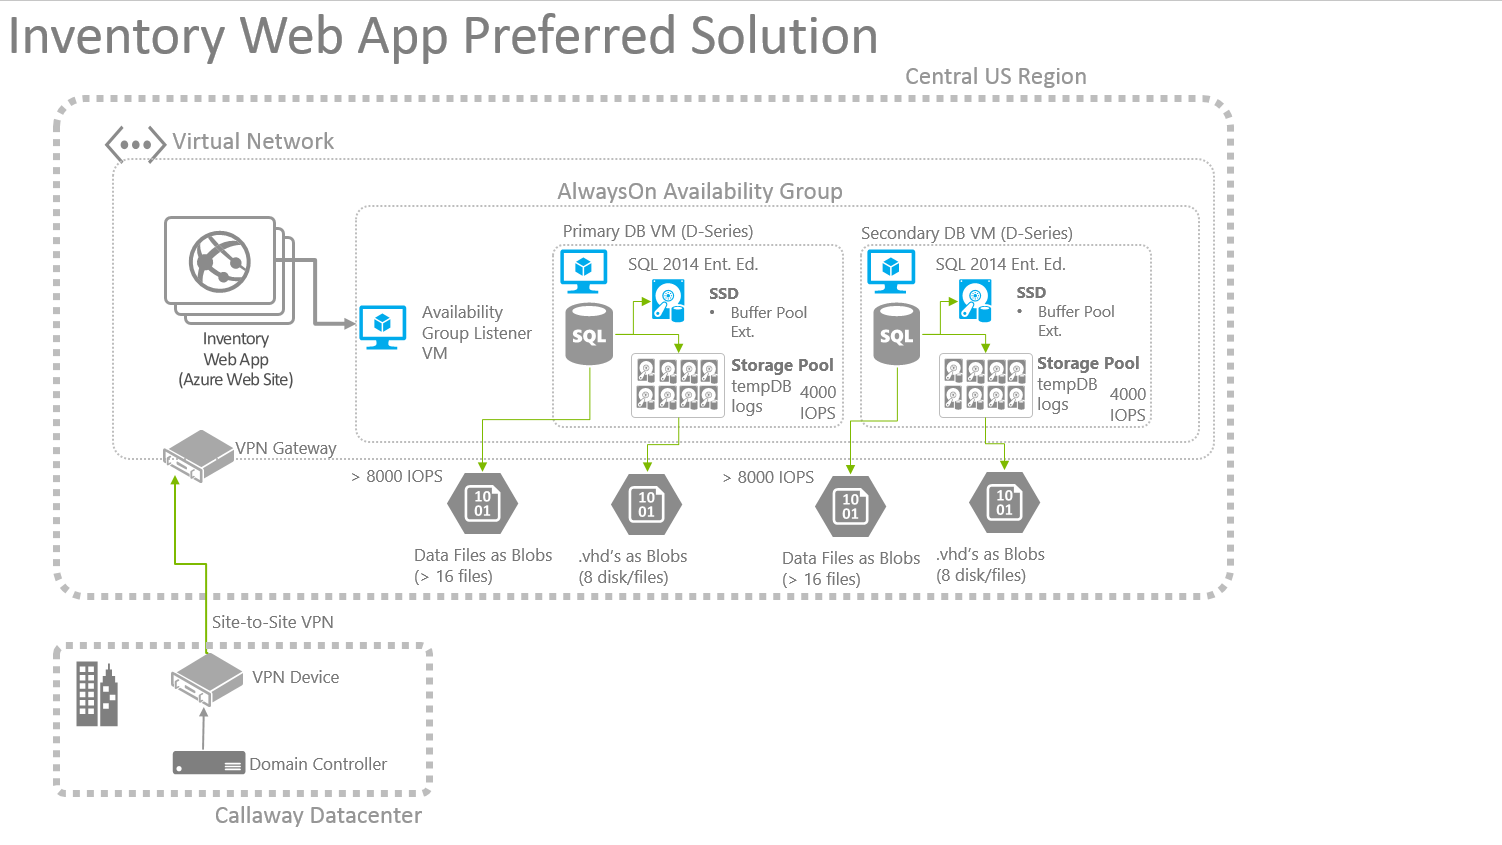 Inventory Web App Preferred Solution
Central US Region
Virtual Network
AlwaysOn Availability Group
Primary DB VM (D-Series)
SQL 2014 Ent. Ed.
SSD
• Buffer Pool
Ext.
SQL
Storage Pool
tempDB
logs
4000
IOPS
Secondary DB VM (D-Series)
SQL 2014 Ent. Ed.
SSD
• Buffer Pool
Ext.
SQL
Storage Pool
tempDB
logs
4000
IOPS
Availability
Group Listener
VM
Inventory
Web App
(Azure Web Site)
VPN Gateway
> 8000 IOPS
10
01
Data Files as Blobs
(> 16 files)
10
01
.vhd's as Blobs
(8 disk/files)
> 8000 IOPS
10
01
Data Files as Blobs
(> 16 files)
10
01
.vhd's as Blobs
(8 disk/files)
Site-to-Site VPN
VPN Device
Domain Controller
Callaway Datacenter